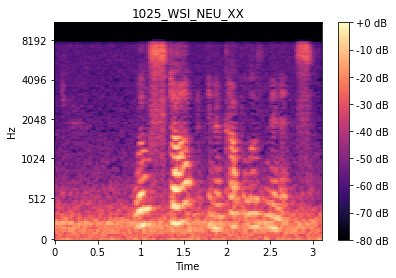 1025_WSI_NEU_XX
+0 dB
8192
-10 dB
4096
-20 dB
-30 dB
2048
Hz
-40 dB
1024
-50 dB
512
-60 dB
-70 dB
0
-80 dB
0 0.5 1 1.5 2 2.5 3
Time